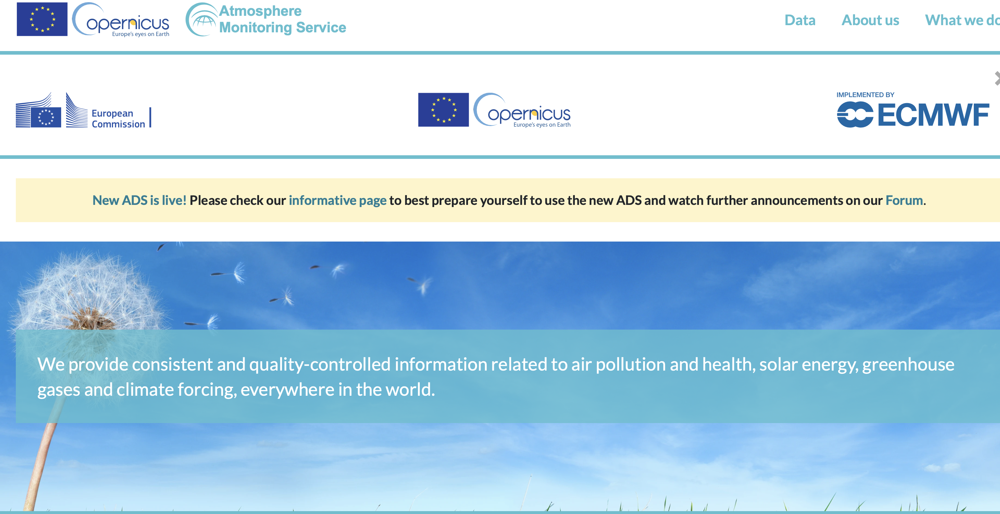 opernicus
Europe's eyes on Earth
Atmosphere
Monitoring Service
Data About us What we do
European
Commission
opernicus
Europe's eyes on Earth
IMPLEMENTED BY
ECMWF
New ADS is live! Please check our informative page to best prepare yourself to use the new ADS and watch further announcements on our Forum.
We provide consistent and quality-controlled information related to air pollution and health, solar energy, greenhouse
gases and climate forcing, everywhere in the world.